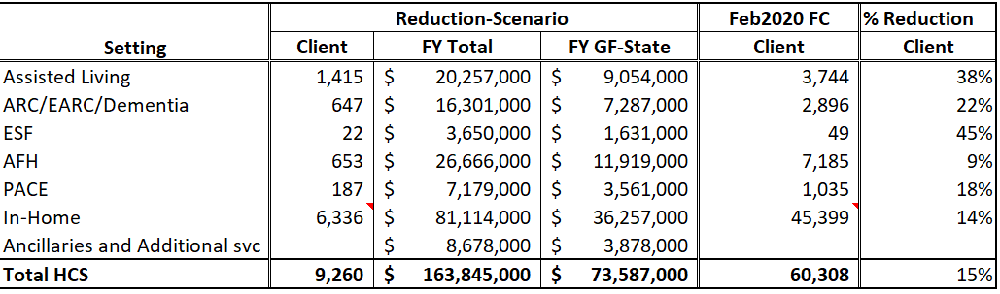 Reduction-Scenario Feb2020 FC % Reduction
Setting Client FY Total FY GF-State Client Client
Assisted Living 1,415 $ 20,257,000 $ 9,054,000 3,744 38%
ARC/EARC/Dementia 647 $ 16,301,000 $ 7,287,000 2,896 22%
ESF 22 $ 3,650,000 $ 1,631,000 49 45%
AFH 653 $ 26,666,000 $ 11,919,000 7,185 9%
PACE 187 $ 7,179,000 $ 3,561,000 1,035 18%
In-Home 6,336 $ 81,114,000 $ 36,257,000 45,399 14%
Ancillaries and Additional svc $ 8,678,000 $ 3,878,000
Total HCS 9,260 $ 163,845,000 $ 73,587,000 60,308 15%